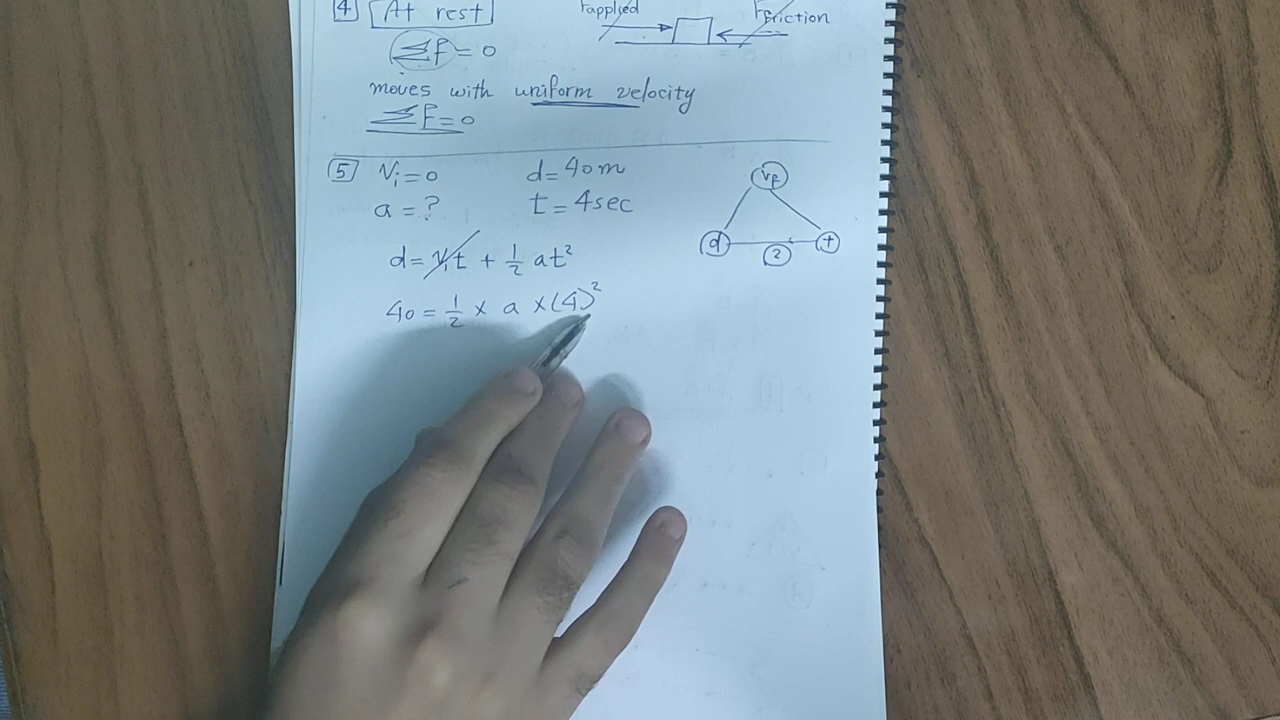 4 At rest
Fapplied Ffriction
ΣF = 0
moves with uniform velocity
ΣF = 0
5 Vi = 0 d = 40m
a = ? t = 4sec
vf
d 2 t
d = Vit + 1/2 at²
40 = 1/2 × a × (4)²